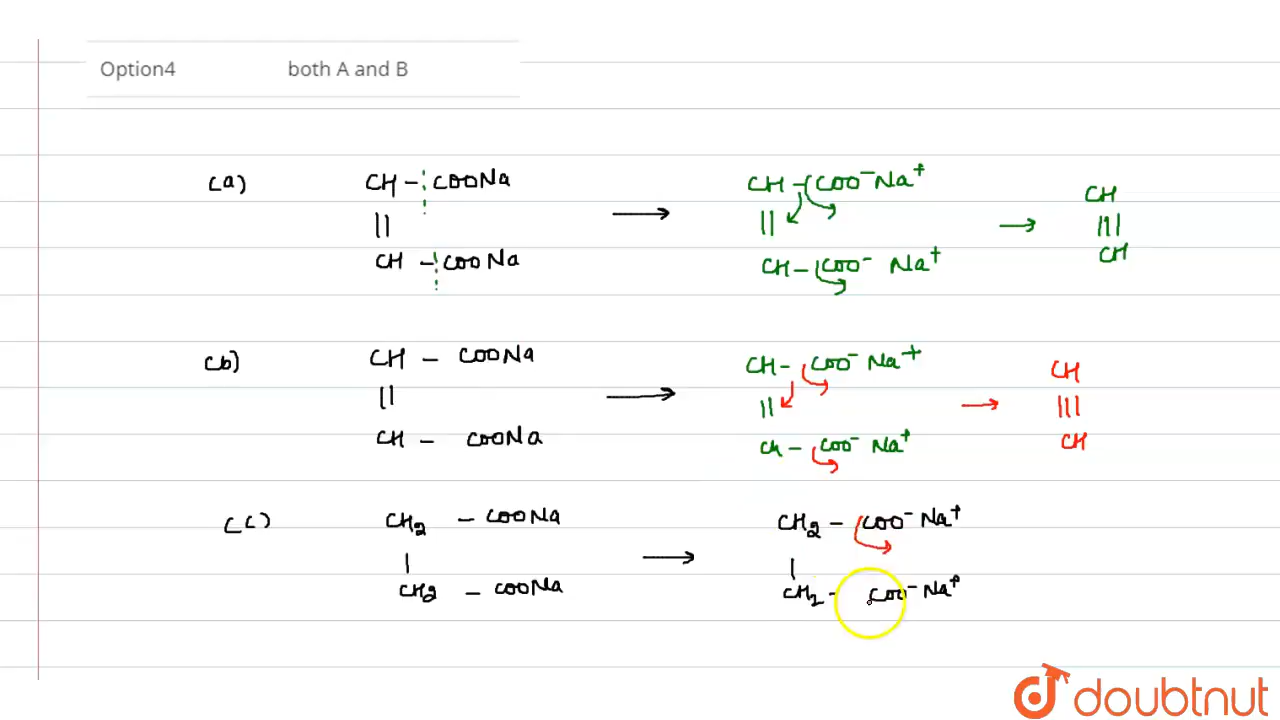 Option4 both A and B
(a) CH - COONa CH - COO⁻ Na⁺ CH
|| → || → |||
CH - COONa CH - COO⁻ Na⁺ CH
(b) CH - COONa CH - COO⁻ Na⁺ CH
|| → || → |||
CH - COONa CH - COO⁻ Na⁺ CH
(c) CH₂ - COONa CH₂ - COO⁻ Na⁺
| → |
CH₂ - COONa CH₂ - COO⁻ Na⁺
doubtnut